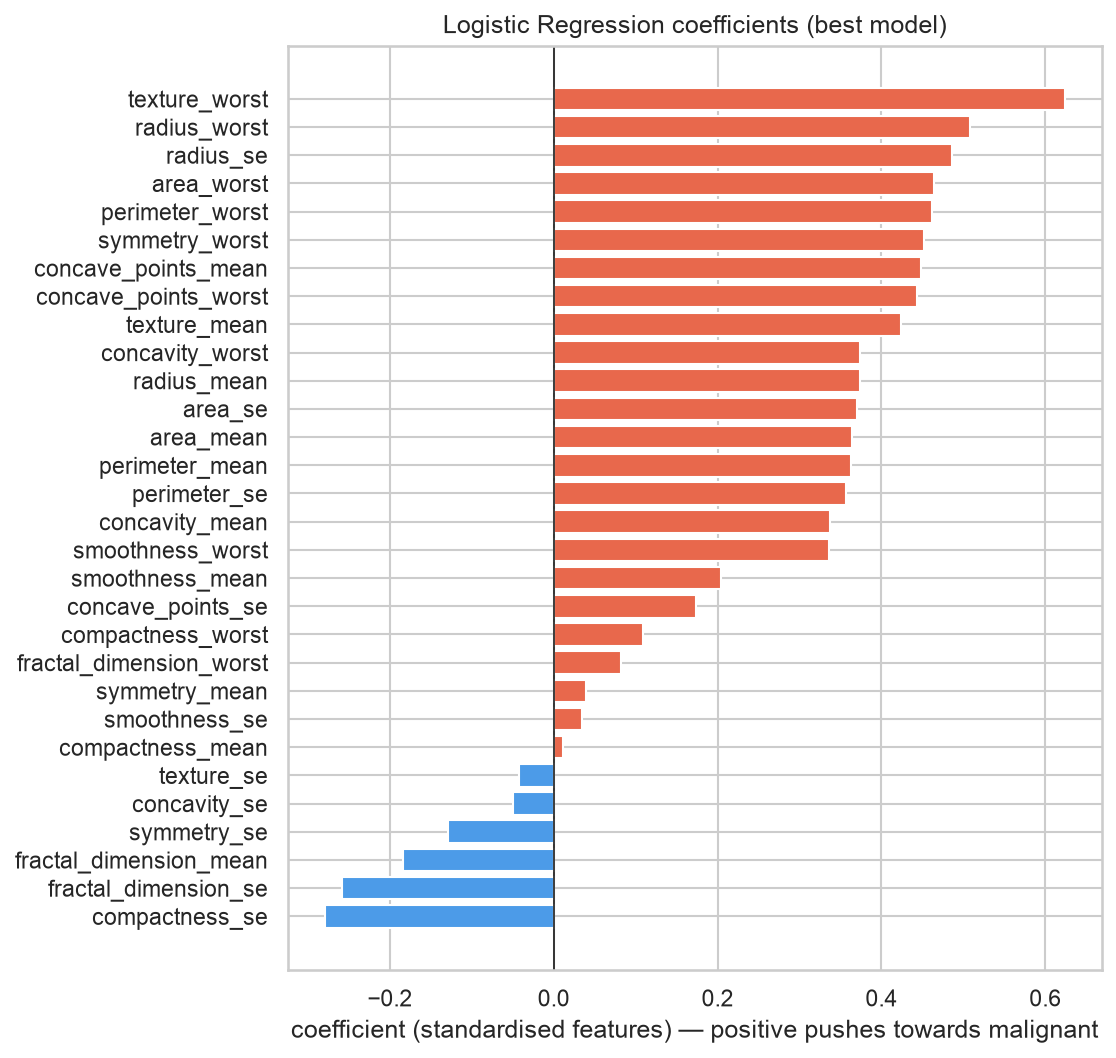 Logistic Regression coefficients (best model)
texture_worst
radius_worst
radius_se
area_worst
perimeter_worst
symmetry_worst
concave_points_mean
concave_points_worst
texture_mean
concavity_worst
radius_mean
area_se
area_mean
perimeter_mean
perimeter_se
concavity_mean
smoothness_worst
smoothness_mean
concave_points_se
compactness_worst
fractal_dimension_worst
symmetry_mean
smoothness_se
compactness_mean
texture_se
concavity_se
symmetry_se
fractal_dimension_mean
fractal_dimension_se
compactness_se
−0.2 0.0 0.2 0.4 0.6
coefficient (standardised features) — positive pushes towards malignant